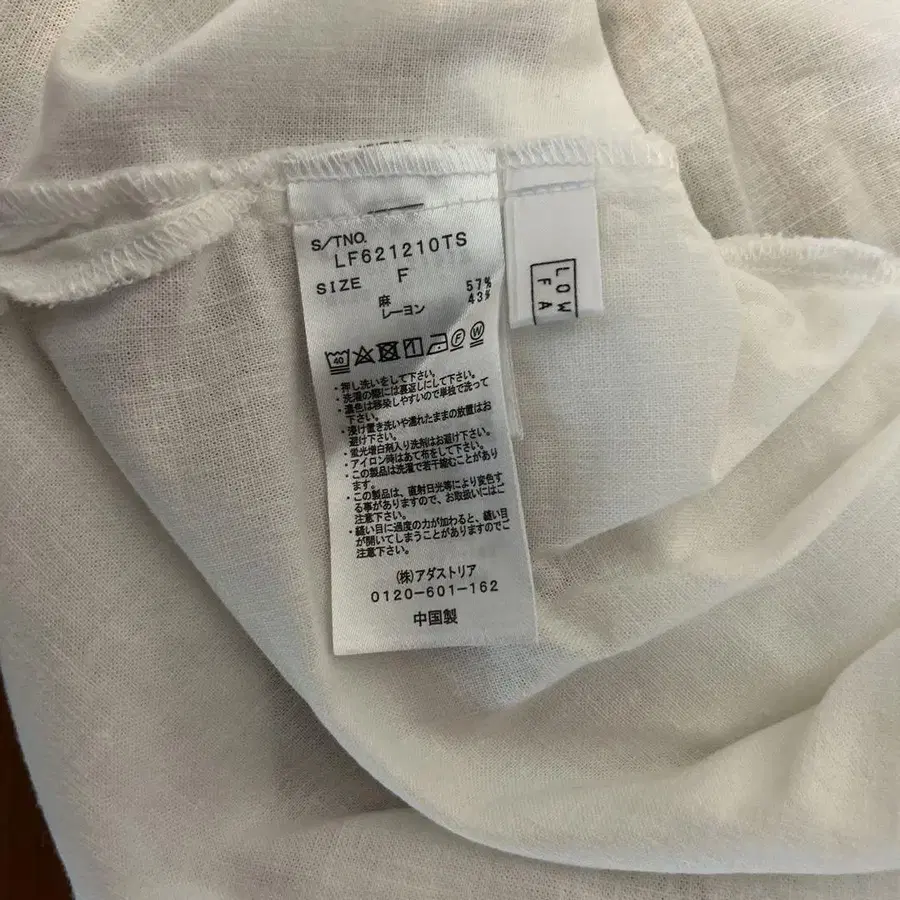 S/TNO.
LF621210TS
SIZE F
麻 57%
レーヨン 43%
40
F W
・押し洗いをして下さい。
・洗濯の際には裏返しにして下さい。
・濃色は移染しやすいので単独で洗って
下さい。
・漬け置き洗いや濡れたままの放置はお
避け下さい。
・蛍光増白剤入り洗剤はお避け下さい。
・アイロン時はあて布をして下さい。
・この製品は洗濯で若干縮むことがあり
ます。
・この製品は、直射日光等により変色す
る事がありますので、お取扱いにはご
注意下さい。
・縫い目に過度の力が加わると、縫い目
が開いてしまうことがありますのでご
注意下さい。
(株)アダストリア
0120-601-162
中国製
LOW
FA